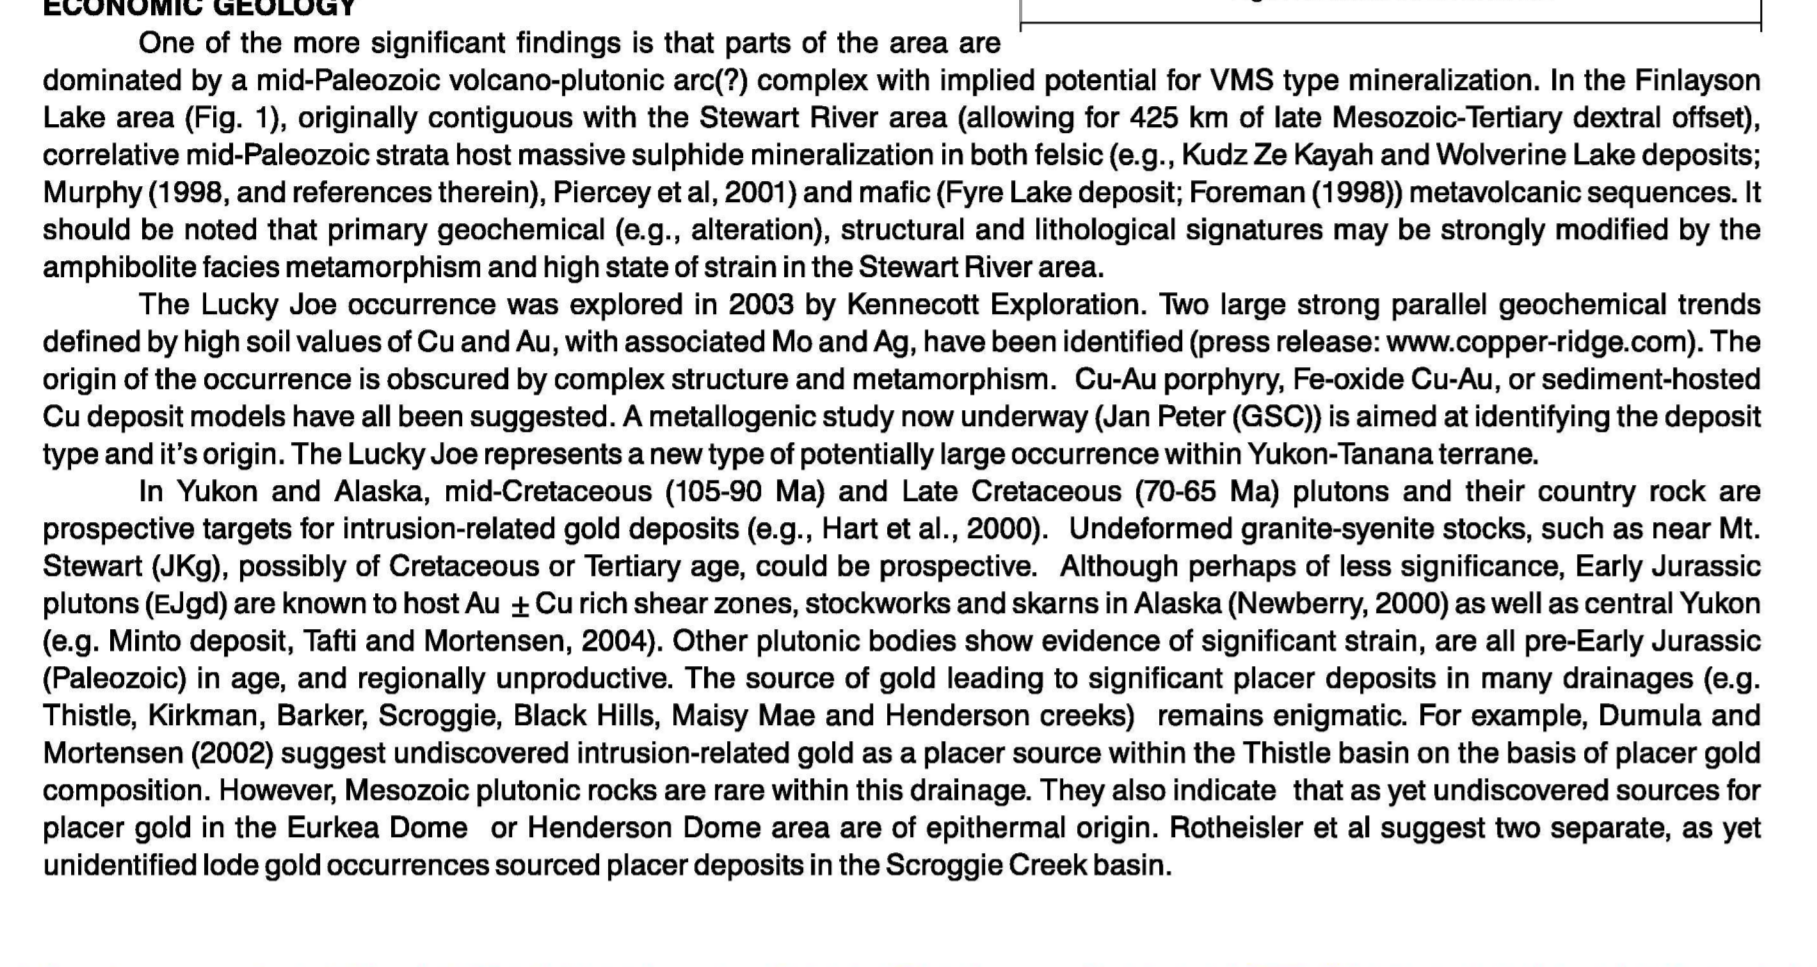 ECONOMIC GEOLOGY
One of the more significant findings is that parts of the area are
dominated by a mid-Paleozoic volcano-plutonic arc(?) complex with implied potential for VMS type mineralization. In the Finlayson
Lake area (Fig. 1), originally contiguous with the Stewart River area (allowing for 425 km of late Mesozoic-Tertiary dextral offset),
correlative mid-Paleozoic strata host massive sulphide mineralization in both felsic (e.g., Kudz Ze Kayah and Wolverine Lake deposits;
Murphy (1998, and references therein), Piercey et al, 2001) and mafic (Fyre Lake deposit; Foreman (1998)) metavolcanic sequences. It
should be noted that primary geochemical (e.g., alteration), structural and lithological signatures may be strongly modified by the
amphibolite facies metamorphism and high state of strain in the Stewart River area.
The Lucky Joe occurrence was explored in 2003 by Kennecott Exploration. Two large strong parallel geochemical trends
defined by high soil values of Cu and Au, with associated Mo and Ag, have been identified (press release: www.copper-ridge.com). The
origin of the occurrence is obscured by complex structure and metamorphism. Cu-Au porphyry, Fe-oxide Cu-Au, or sediment-hosted
Cu deposit models have all been suggested. A metallogenic study now underway (Jan Peter (GSC)) is aimed at identifying the deposit
type and it's origin. The Lucky Joe represents a new type of potentially large occurrence within Yukon-Tanana terrane.
In Yukon and Alaska, mid-Cretaceous (105-90 Ma) and Late Cretaceous (70-65 Ma) plutons and their country rock are
prospective targets for intrusion-related gold deposits (e.g., Hart et al., 2000). Undeformed granite-syenite stocks, such as near Mt.
Stewart (JKg), possibly of Cretaceous or Tertiary age, could be prospective. Although perhaps of less significance, Early Jurassic
plutons (EJgd) are known to host Au ± Cu rich shear zones, stockworks and skarns in Alaska (Newberry, 2000) as well as central Yukon
(e.g. Minto deposit, Tafti and Mortensen, 2004). Other plutonic bodies show evidence of significant strain, are all pre-Early Jurassic
(Paleozoic) in age, and regionally unproductive. The source of gold leading to significant placer deposits in many drainages (e.g.
Thistle, Kirkman, Barker, Scroggie, Black Hills, Maisy Mae and Henderson creeks) remains enigmatic. For example, Dumula and
Mortensen (2002) suggest undiscovered intrusion-related gold as a placer source within the Thistle basin on the basis of placer gold
composition. However, Mesozoic plutonic rocks are rare within this drainage. They also indicate that as yet undiscovered sources for
placer gold in the Eurkea Dome or Henderson Dome area are of epithermal origin. Rotheisler et al suggest two separate, as yet
unidentified lode gold occurrences sourced placer deposits in the Scroggie Creek basin.